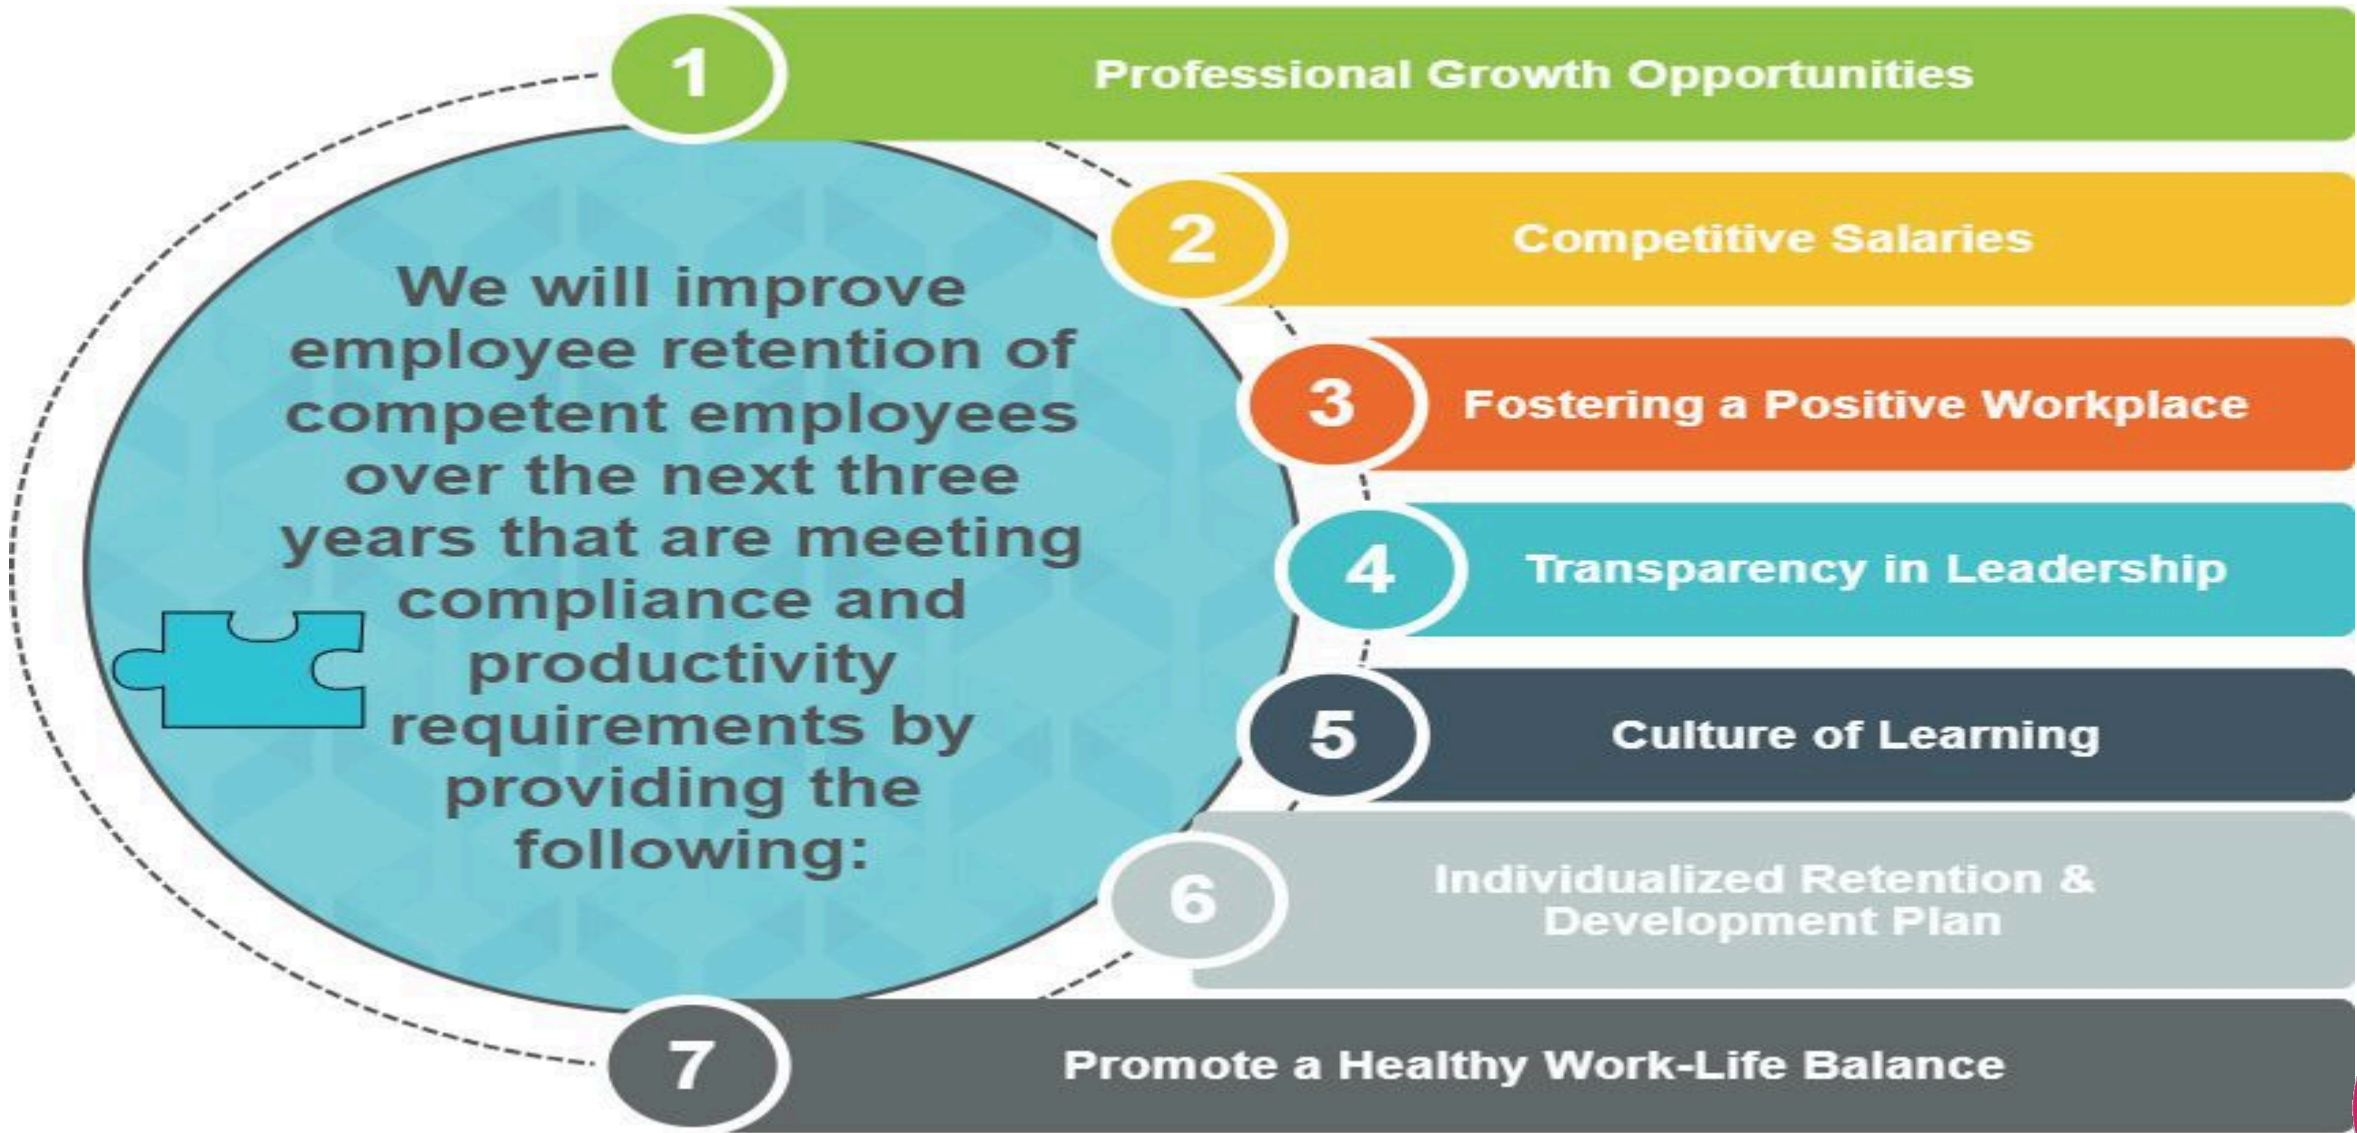 We will improve
employee retention of
competent employees
over the next three
years that are meeting
compliance and
productivity
requirements by
providing the
following:
1
Professional Growth Opportunities
2
Competitive Salaries
3
Fostering a Positive Workplace
4
Transparency in Leadership
5
Culture of Learning
6
Individualized Retention &
Development Plan
7
Promote a Healthy Work-Life Balance